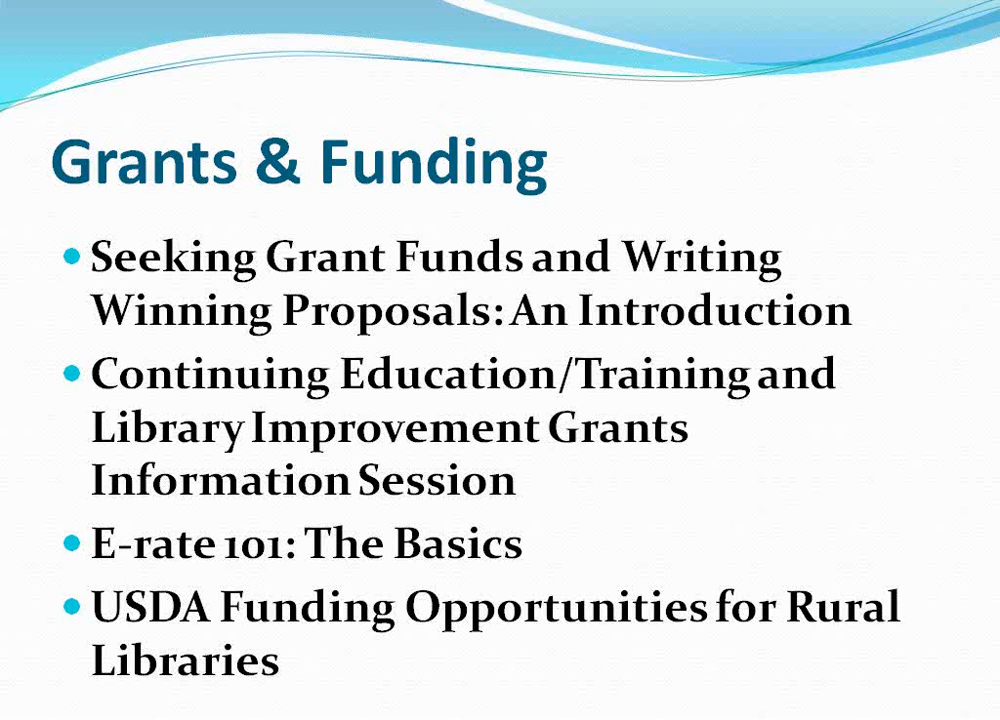 Grants & Funding
• Seeking Grant Funds and Writing
Winning Proposals: An Introduction
• Continuing Education/Training and
Library Improvement Grants
Information Session
• E-rate 101: The Basics
• USDA Funding Opportunities for Rural
Libraries